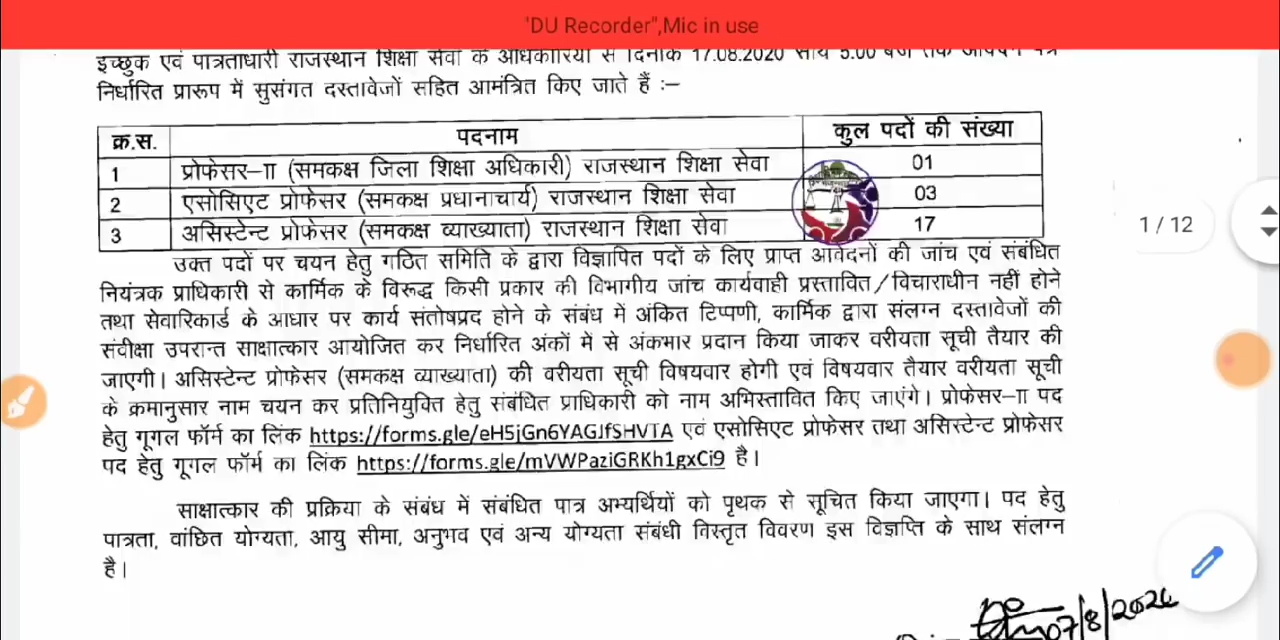 "DU Recorder",Mic in use
इच्छुक एवं पात्रताधारी राजस्थान शिक्षा सेवा के अधिकारियों से दिनांक 17.08.2020 सायं 5.00 बजे तक आवेदन पत्र
निर्धारित प्रारूप में सुसंगत दस्तावेजों सहित आमंत्रित किए जाते हैं :–
क्र.स. पदनाम कुल पदों की संख्या
1 प्रोफेसर–II (समकक्ष जिला शिक्षा अधिकारी) राजस्थान शिक्षा सेवा 01
2 एसोसिएट प्रोफेसर (समकक्ष प्रधानाचार्य) राजस्थान शिक्षा सेवा 03
3 असिस्टेन्ट प्रोफेसर (समकक्ष व्याख्याता) राजस्थान शिक्षा सेवा 17
1 / 12
उक्त पदों पर चयन हेतु गठित समिति के द्वारा विज्ञापित पदों के लिए प्राप्त आवेदनों की जांच एवं संबंधित
नियंत्रक प्राधिकारी से कार्मिक के विरूद्ध किसी प्रकार की विभागीय जांच कार्यवाही प्रस्तावित/विचाराधीन नहीं होने
तथा सेवारिकार्ड के आधार पर कार्य संतोषप्रद होने के संबंध में अंकित टिप्पणी, कार्मिक द्वारा संलग्न दस्तावेजों की
संवीक्षा उपरान्त साक्षात्कार आयोजित कर निर्धारित अंकों में से अंकभार प्रदान किया जाकर वरीयता सूची तैयार की
जाएगी। असिस्टेन्ट प्रोफेसर (समकक्ष व्याख्याता) की वरीयता सूची विषयवार होगी एवं विषयवार तैयार वरीयता सूची
के क्रमानुसार नाम चयन कर प्रतिनियुक्ति हेतु संबंधित प्राधिकारी को नाम अभिस्तावित किए जाएंगे। प्रोफेसर–II पद
हेतु गूगल फॉर्म का लिंक https://forms.gle/eH5jGn6YAGJfSHVTA एवं एसोसिएट प्रोफेसर तथा असिस्टेन्ट प्रोफेसर
पद हेतु गूगल फॉर्म का लिंक https://forms.gle/mVWPaziGRKh1gxCi9 है।
साक्षात्कार की प्रक्रिया के संबंध में संबंधित पात्र अभ्यर्थियों को पृथक से सूचित किया जाएगा। पद हेतु
पात्रता, वांछित योग्यता, आयु सीमा, अनुभव एवं अन्य योग्यता संबंधी विस्तृत विवरण इस विज्ञप्ति के साथ संलग्न
है।
07/8/2020